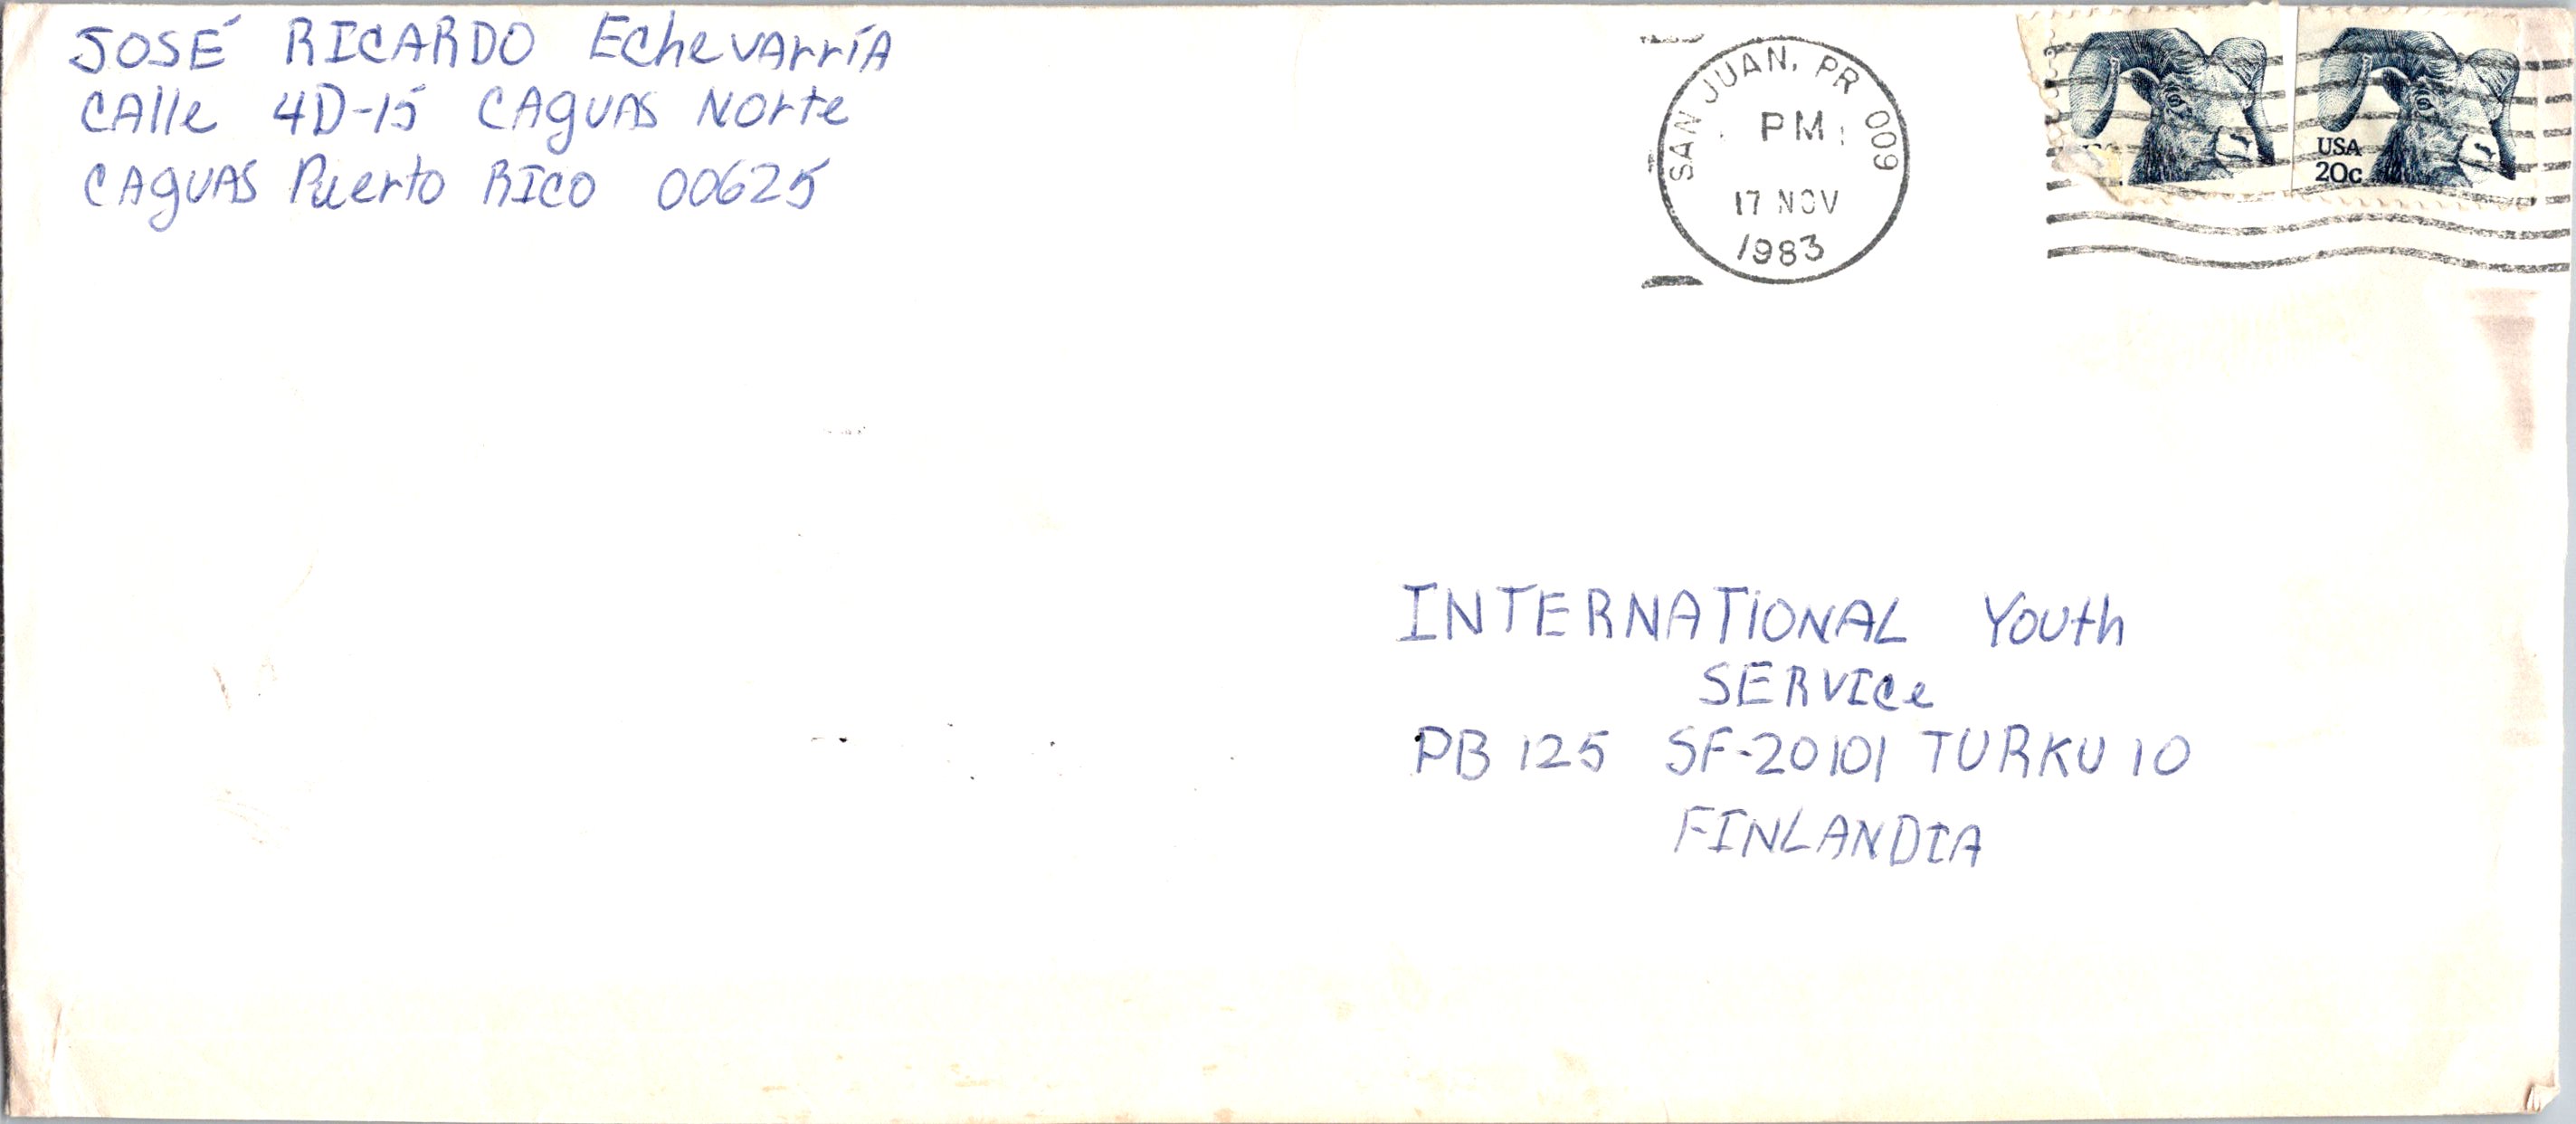 JOSÉ RICARDO EChevArríA
CAlle 4D-15 CAguAS NOrte
CAguAS Puerto RICO 00625
SAN JUAN, PR 009
PM
17 NOV
1983
USA
20c
INTERNATiONAL Youth
SERVICe
PB 125 SF-20101 TURKU 10
FINLANDIA